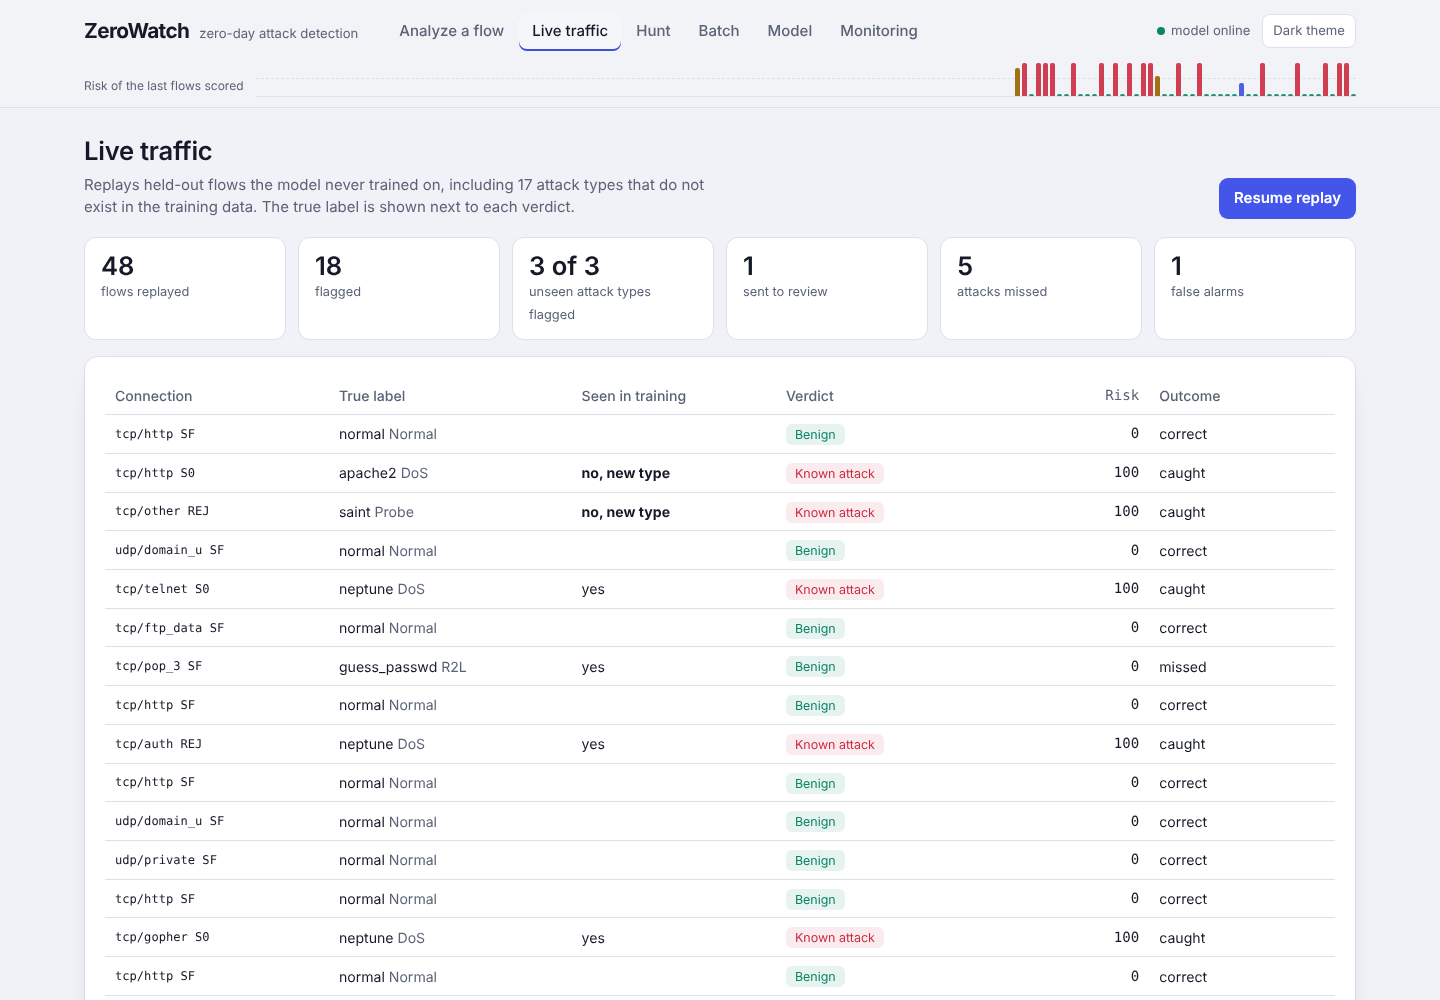 ZeroWatch zero-day attack detection Analyze a flow Live traffic Hunt Batch Model Monitoring model online Dark theme
Risk of the last flows scored
Live traffic
Replays held-out flows the model never trained on, including 17 attack types that do not
exist in the training data. The true label is shown next to each verdict.
Resume replay
48
flows replayed
18
flagged
3 of 3
unseen attack types
flagged
1
sent to review
5
attacks missed
1
false alarms
Connection True label Seen in training Verdict Risk Outcome
tcp/http SF normal Normal Benign 0 correct
tcp/http S0 apache2 DoS no, new type Known attack 100 caught
tcp/other REJ saint Probe no, new type Known attack 100 caught
udp/domain_u SF normal Normal Benign 0 correct
tcp/telnet S0 neptune DoS yes Known attack 100 caught
tcp/ftp_data SF normal Normal Benign 0 correct
tcp/pop_3 SF guess_passwd R2L yes Benign 0 missed
tcp/http SF normal Normal Benign 0 correct
tcp/auth REJ neptune DoS yes Known attack 100 caught
tcp/http SF normal Normal Benign 0 correct
udp/domain_u SF normal Normal Benign 0 correct
udp/private SF normal Normal Benign 0 correct
tcp/http SF normal Normal Benign 0 correct
tcp/gopher S0 neptune DoS yes Known attack 100 caught
tcp/http SF normal Normal Benign 0 correct